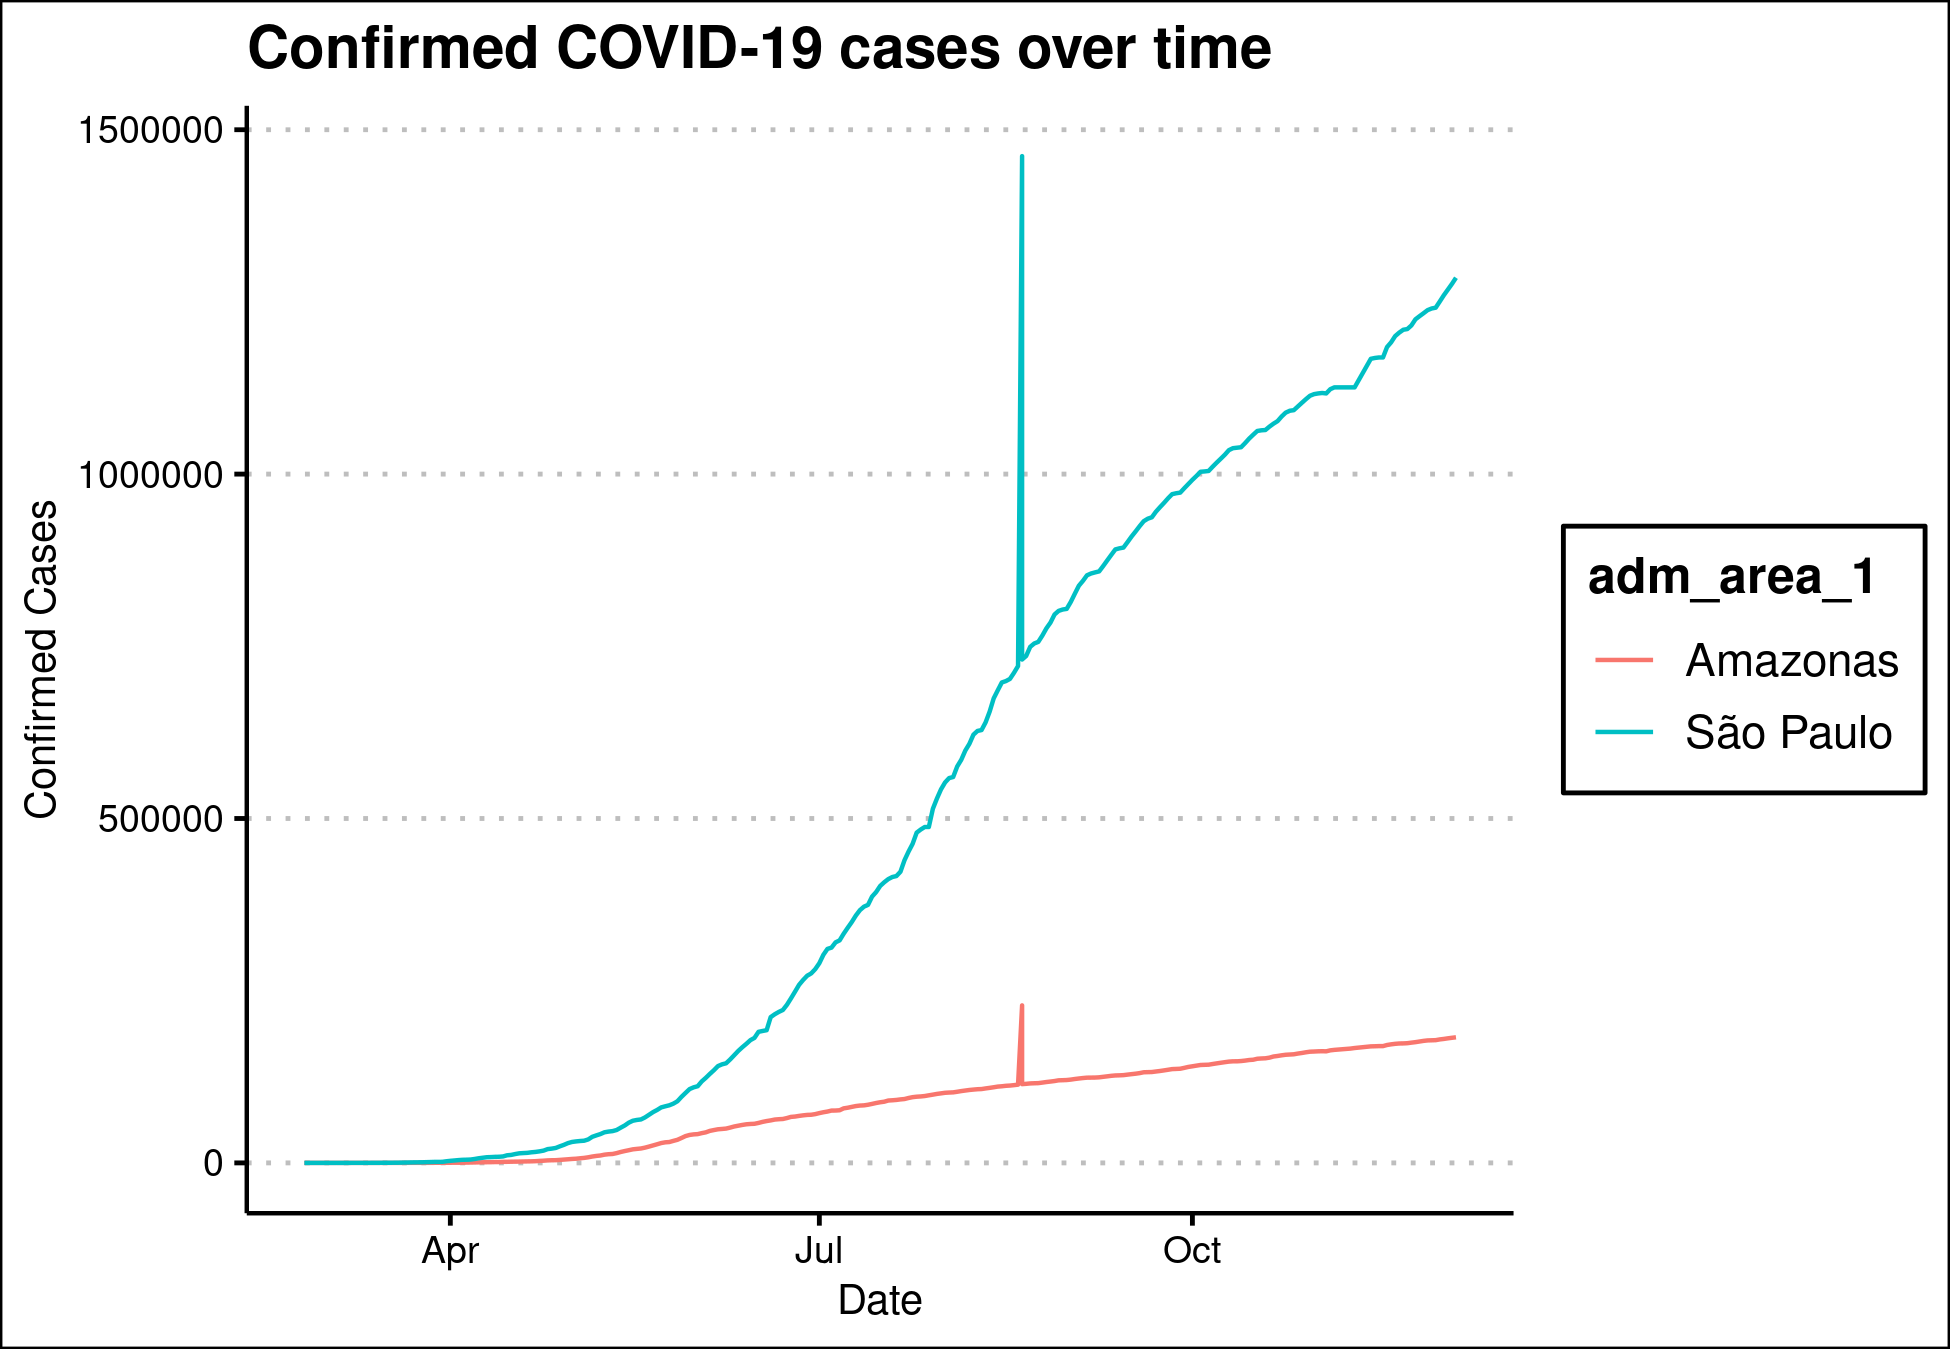 Confirmed COVID-19 cases over time
1500000
1000000
500000
0
Confirmed Cases
Apr
Jul
Oct
Date
adm_area_1
Amazonas
São Paulo